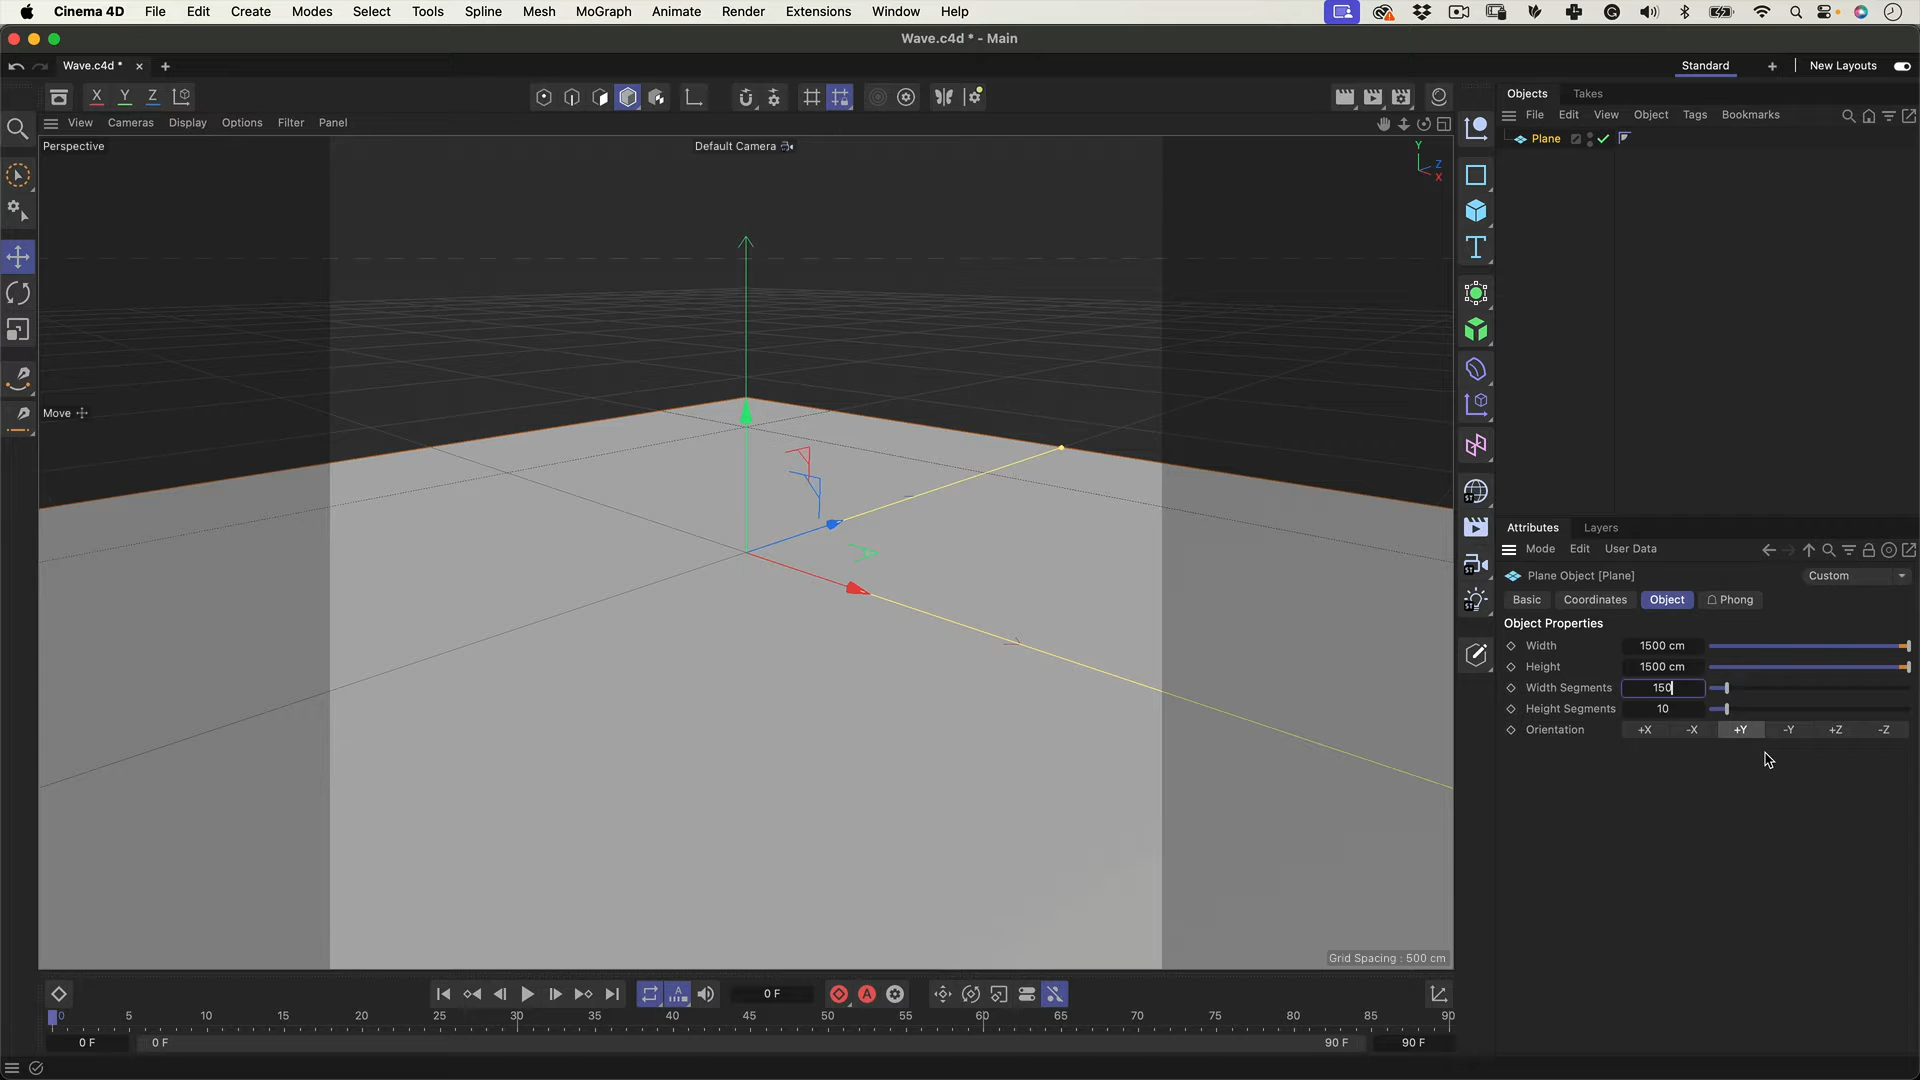 Cinema 4D File Edit Create Modes Select Tools Spline Mesh MoGraph Animate Render Extensions Window Help
Wave.c4d * - Main
Wave.c4d * × + Standard + New Layouts
X Y Z
Objects Takes
View Cameras Display Options Filter Panel
File Edit View Object Tags Bookmarks
Perspective Default Camera
Plane
Y
Z
X
T
Move
ST
ST
ST
Attributes Layers
Mode Edit User Data
Plane Object [Plane] Custom
Basic Coordinates Object Phong
Object Properties
Width 1500 cm
Height 1500 cm
Width Segments 150
Height Segments 10
Orientation +X -X +Y -Y +Z -Z
Grid Spacing : 500 cm
A 0 F A
0 5 10 15 20 25 30 35 40 45 50 55 60 65 70 75 80 85 90
0 F 0 F 90 F 90 F